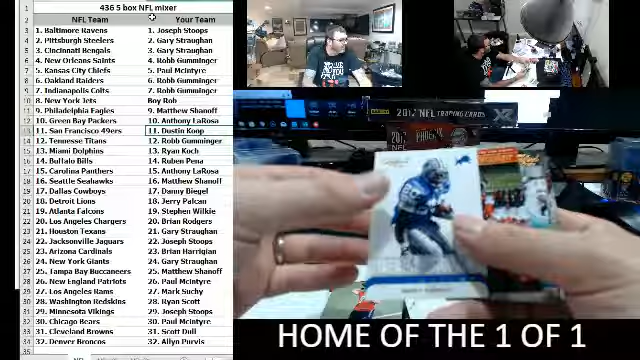 436 5 box NFL mixer
NFL Team Your Team
1. Baltimore Ravens 1. Joseph Stoops
2. Pittsburgh Steelers 2. Gary Straughan
3. Cincinnati Bengals 3. Gary Straughan
4. New Orleans Saints 4. Robb Gumminger
5. Kansas City Chiefs 5. Paul McIntyre
6. Oakland Raiders 6. Robb Gumminger
7. Indianapolis Colts 7. Robb Gumminger
8. New York Jets Boy Rob
9. Philadelphia Eagles 9. Matthew Shanoff
10. Green Bay Packers 10. Anthony LaRosa
11. San Francisco 49ers 11. Dustin Koop
12. Tennesse Titans 12. Robb Gumminger
13. Miami Dolphins 13. Ryan Koch
14. Buffalo Bills 14. Ruben Pena
15. Carolina Panthers 15. Anthony LaRosa
16. Seattle Seahawks 16. Matthew Shanoff
17. Dallas Cowboys 17. Danny Biegel
18. Detroit Lions 18. Jerry Palcan
19. Atlanta Falcons 19. Stephen Wilkie
20. Los Angeles Chargers 20. Brian Rodgers
21. Houston Texans 21. Gary Straughan
22. Jacksonville Jaguars 22. Joseph Stoops
23. Arizona Cardinals 23. Brian Harrigian
24. New York Giants 24. Gary Straughan
25. Tampa Bay Buccaneers 25. Matthew Shanoff
26. New England Patriots 26. Paul McIntyre
27. Los Angeles Rams 27. Mark Suchy
28. Washington Redskins 28. Ryan Scott
29. Minnesota Vikings 29. Joseph Stoops
30. Chicago Bears 30. Paul McIntyre
31. Cleveland Browns 31. Scott Dull
32. Denver Broncos 32. Allyn Purvis
2017 NFL TRADING CARDS
HOME OF THE 1 OF 1